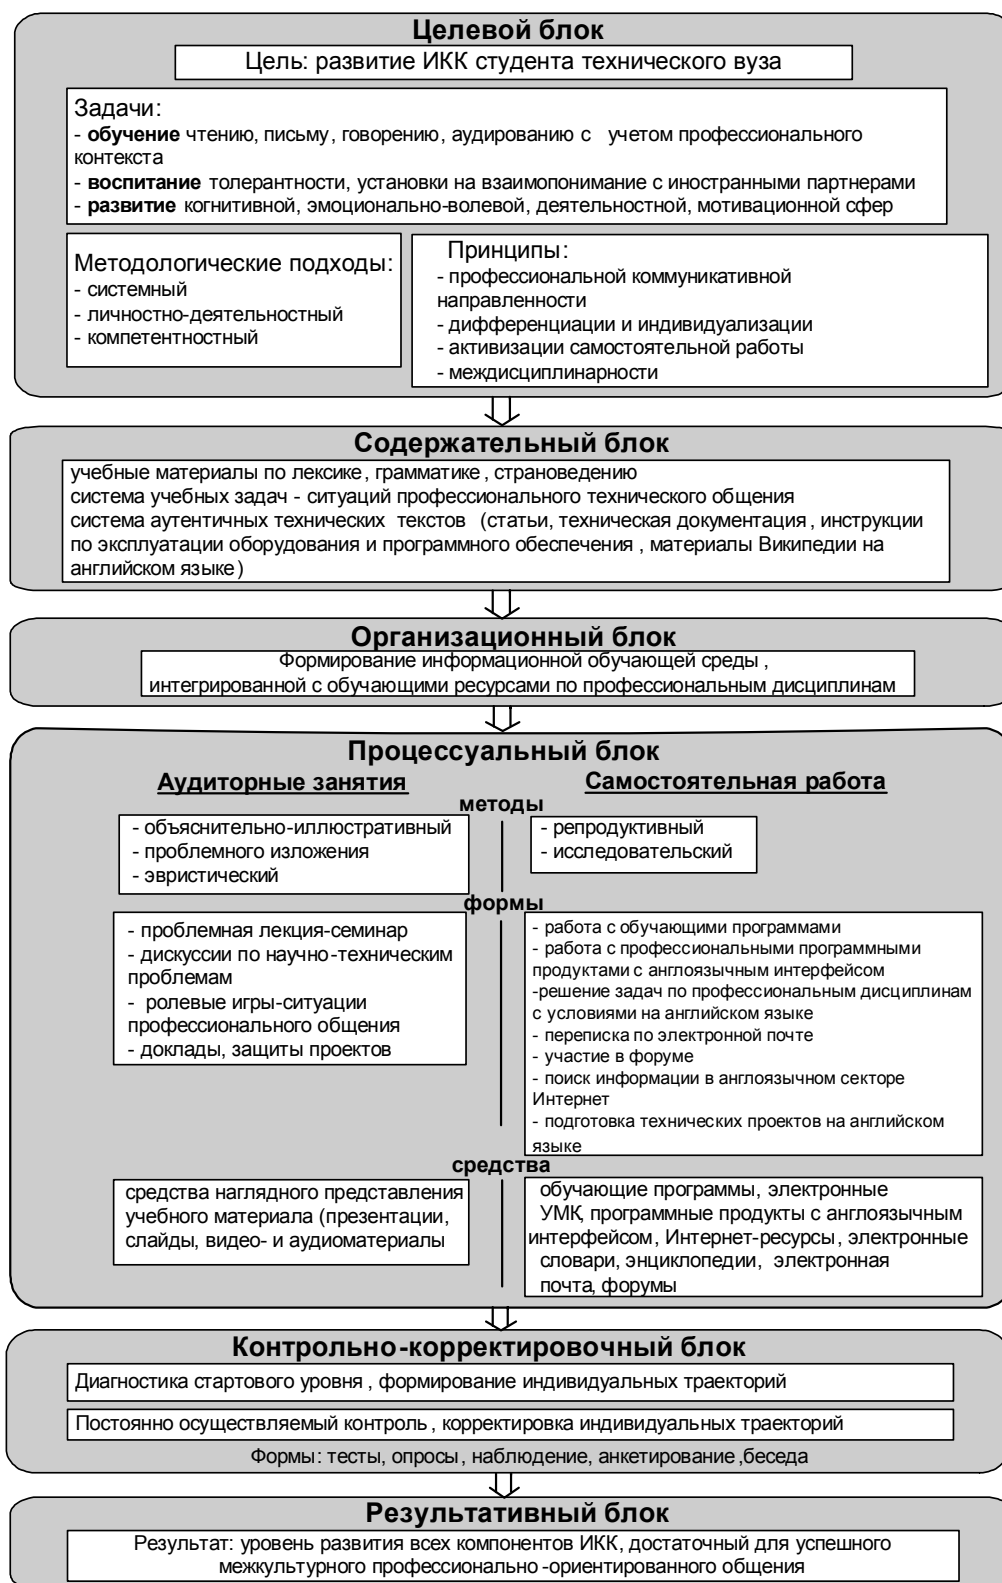 Целевой блок
Цель: развитие ИКК студента технического вуза
Задачи:
- обучение чтению, письму, говорению, аудированию с учетом профессионального
контекста
- воспитание толерантности, установки на взаимопонимание с иностранными партнерами
- развитие когнитивной, эмоционально-волевой, деятельностной, мотивационной сфер
Методологические подходы:
- системный
- личностно-деятельностный
- компетентностный
Принципы:
- профессиональной коммуникативной
направленности
- дифференциации и индивидуализации
- активизации самостоятельной работы
- междисциплинарности
Содержательный блок
учебные материалы по лексике, грамматике, страноведению
система учебных задач - ситуаций профессионального технического общения
система аутентичных технических текстов (статьи, техническая документация, инструкции
по эксплуатации оборудования и программного обеспечения, материалы Википедии на
английском языке)
Организационный блок
Формирование информационной обучающей среды,
интегрированной с обучающими ресурсами по профессиональным дисциплинам
Процессуальный блок
Аудиторные занятия
Самостоятельная работа
методы
- объяснительно-иллюстративный
- проблемного изложения
- эвристический
- репродуктивный
- исследовательский
формы
- проблемная лекция-семинар
- дискуссии по научно-техническим
проблемам
- ролевые игры-ситуации
профессионального общения
- доклады, защиты проектов
- работа с обучающими программами
- работа с профессиональными программными
продуктами с англоязычным интерфейсом
-решение задач по профессиональным дисциплинам
с условиями на английском языке
- переписка по электронной почте
- участие в форуме
- поиск информации в англоязычном секторе
Интернет
- подготовка технических проектов на английском
языке
средства
средства наглядного представления
учебного материала (презентации,
слайды, видео- и аудиоматериалы
обучающие программы, электронные
УМК, программные продукты с англоязычным
интерфейсом, Интернет-ресурсы, электронные
словари, энциклопедии, электронная
почта, форумы
Контрольно-корректировочный блок
Диагностика стартового уровня, формирование индивидуальных траекторий
Постоянно осуществляемый контроль, корректировка индивидуальных траекторий
Формы: тесты, опросы, наблюдение, анкетирование,беседа
Результативный блок
Результат: уровень развития всех компонентов ИКК, достаточный для успешного
межкультурного профессионально-ориентированного общения